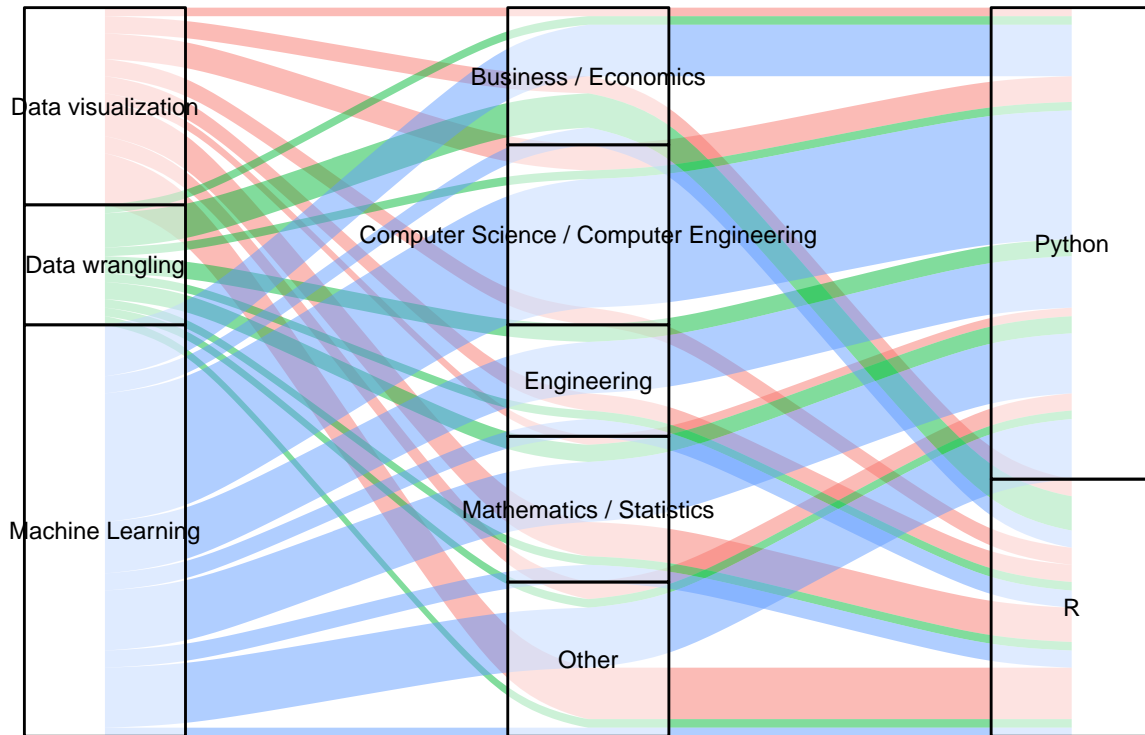 Data visualization
Data wrangling
Machine Learning
Business / Economics
Computer Science / Computer Engineering
Engineering
Mathematics / Statistics
Other
Python
R